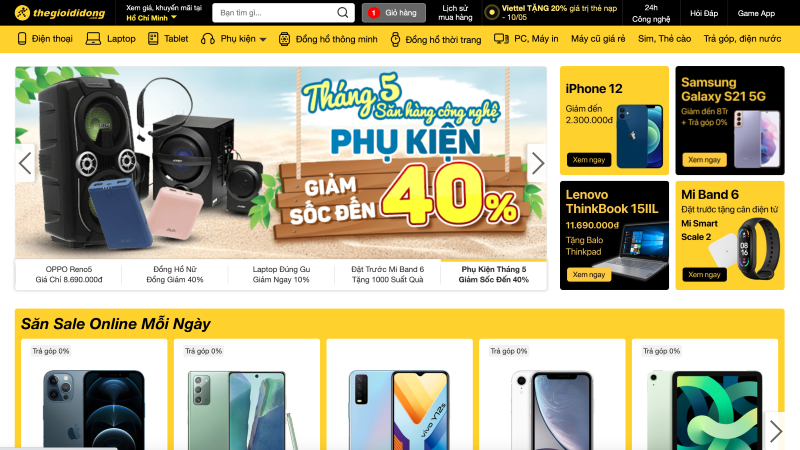 thegioididong
.com
Xem giá, khuyến mãi tại
Hồ Chí Minh
Bạn tìm gì...
1
Giỏ hàng
Lịch sử
mua hàng
Viettel TẶNG 20% giá trị thẻ nạp
- 10/05
24h
Công nghệ
Hỏi Đáp
Game App
Điện thoại
Laptop
Tablet
Phụ kiện
Đồng hồ thông minh
Đồng hồ thời trang
PC, Máy in
Máy cũ giá rẻ
Sim, Thẻ cào
Trả góp, điện nước
Tháng 5
Săn hàng công nghệ
PHỤ KIỆN
GIẢM
SỐC ĐẾN
40%
OPPO Reno5
Giá Chỉ 8.690.000đ
Đồng Hồ Nữ
Đồng Giảm 40%
Laptop Đúng Gu
Giảm Ngay 10%
Đặt Trước Mi Band 6
Tặng 1000 Suất Quà
Phụ Kiện Tháng 5
Giảm Sốc Đến 40%
iPhone 12
Giảm đến
2.300.000đ
Xem ngay
Samsung
Galaxy S21 5G
Giảm đến 8Tr
+ Trả góp 0%
Xem ngay
Lenovo
ThinkBook 15IIL
11.690.000đ
Tặng Balo
Thinkpad
Xem ngay
Mi Band 6
Đặt trước tặng cân điện tử
Mi Smart
Scale 2
Xem ngay
08
16
Săn Sale Online Mỗi Ngày
Trả góp 0%
Trả góp 0%
Trả góp 0%
Trả góp 0%
vivo Y12s